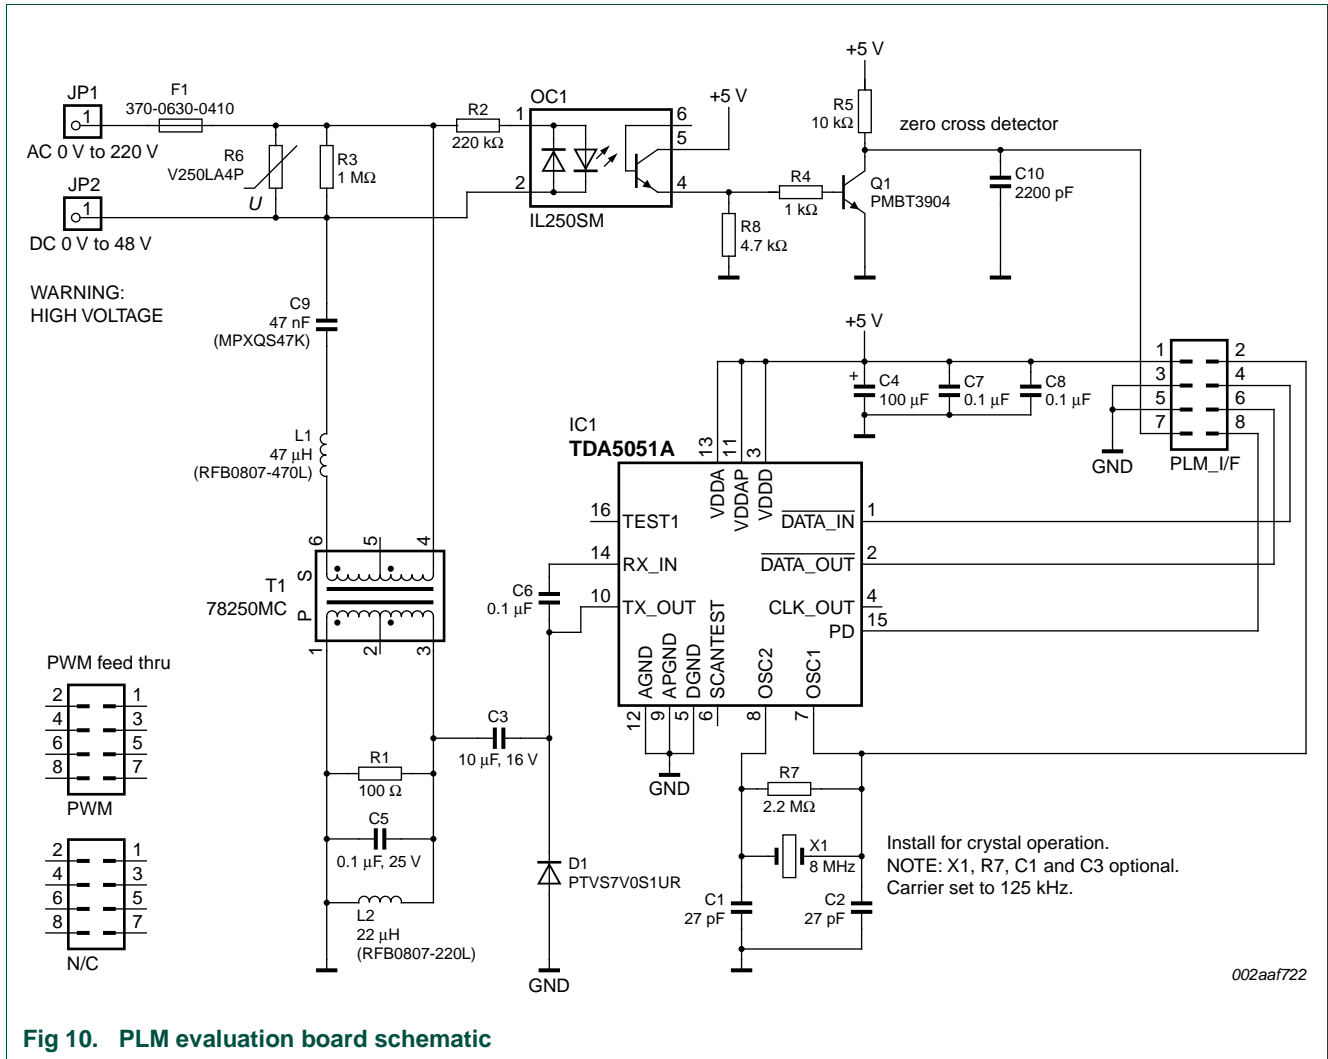 +5 V
JP1
1
AC 0 V to 220 V
F1
370-0630-0410
R6
V250LA4P
U
R3
1 MΩ
R2
220 kΩ
OC1
1
2
6
5
4
IL250SM
+5 V
R5
10 kΩ
zero cross detector
R4
1 kΩ
Q1
PMBT3904
C10
2200 pF
R8
4.7 kΩ
JP2
1
DC 0 V to 48 V
WARNING:
HIGH VOLTAGE
C9
47 nF
(MPXQS47K)
L1
47 μH
(RFB0807-470L)
+5 V
C4
100 μF
+
C7
0.1 μF
C8
0.1 μF
1
3
5
7
2
4
6
8
GND
PLM_I/F
IC1
TDA5051A
13
11
3
VDDA
VDDAP
VDDD
16
TEST1
14
RX_IN
10
TX_OUT
DATA_IN
1
DATA_OUT
2
CLK_OUT
4
PD
15
AGND
APGND
DGND
SCANTEST
OSC2
OSC1
12
9
5
6
8
7
GND
6
5
4
S
T1
78250MC
P
1
2
3
C6
0.1 μF
C3
10 μF, 16 V
R1
100 Ω
C5
0.1 μF, 25 V
L2
22 μH
(RFB0807-220L)
D1
PTVS7V0S1UR
GND
R7
2.2 MΩ
X1
8 MHz
C1
27 pF
C2
27 pF
Install for crystal operation.
NOTE: X1, R7, C1 and C3 optional.
Carrier set to 125 kHz.
PWM feed thru
2
4
6
8
1
3
5
7
PWM
2
4
6
8
1
3
5
7
N/C
002aaf722
Fig 10. PLM evaluation board schematic